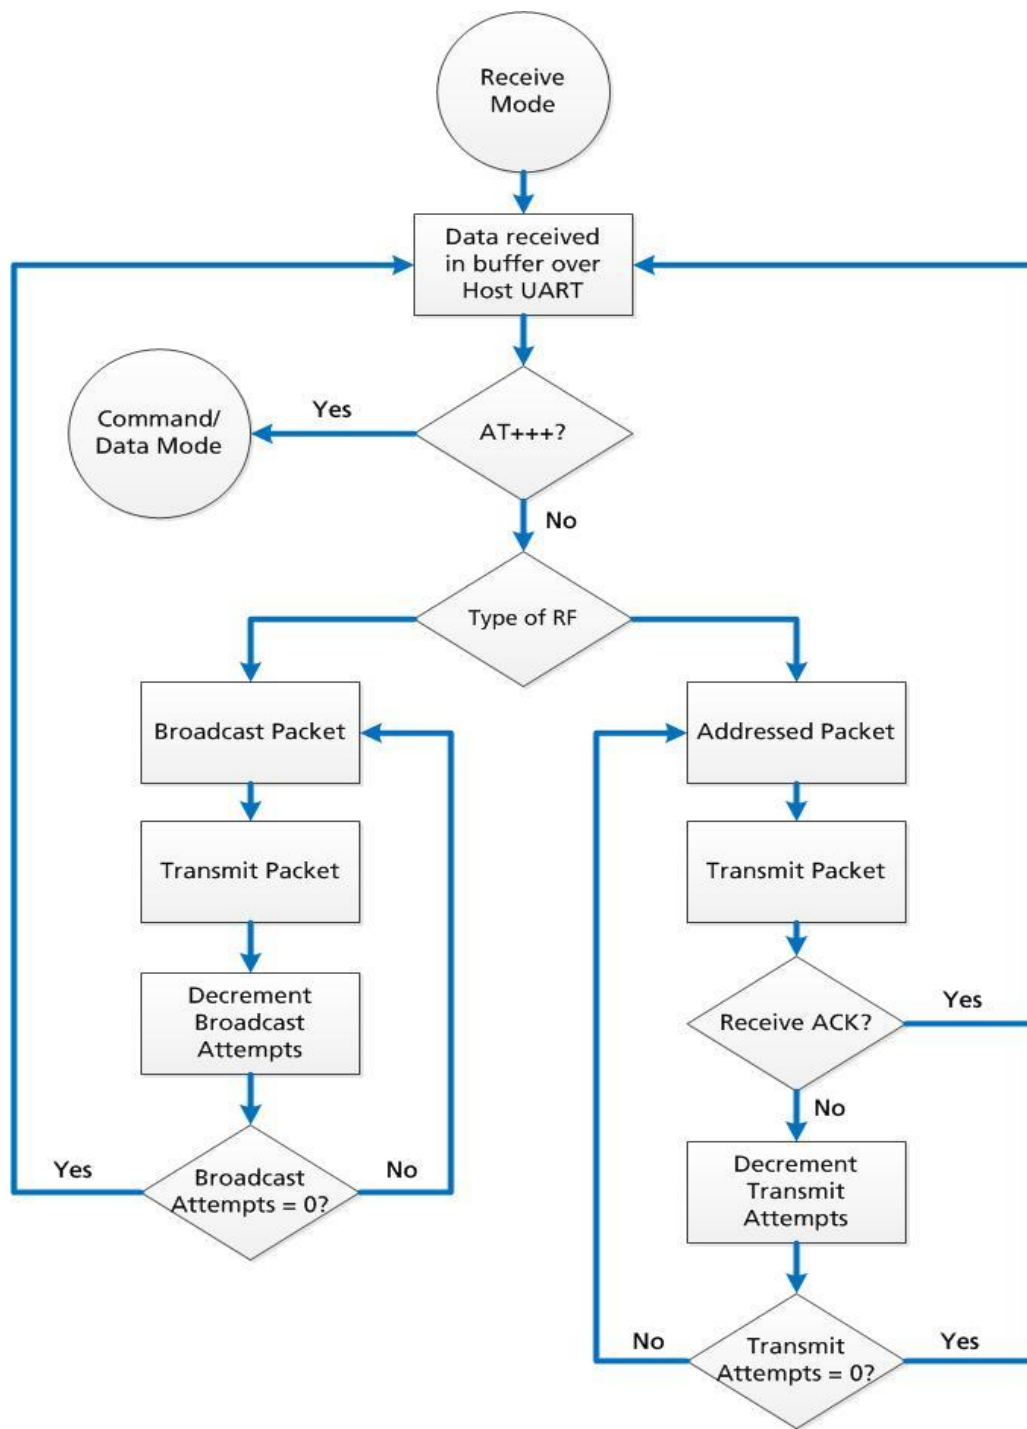 Receive
Mode
Data received
in buffer over
Host UART
Yes
Command/
Data Mode
AT+++?
No
Type of RF
Broadcast Packet
Addressed Packet
Transmit Packet
Transmit Packet
Decrement
Broadcast
Attempts
Receive ACK?
Yes
No
Yes
Broadcast
Attempts = 0?
No
Decrement
Transmit
Attempts
No
Transmit
Attempts = 0?
Yes